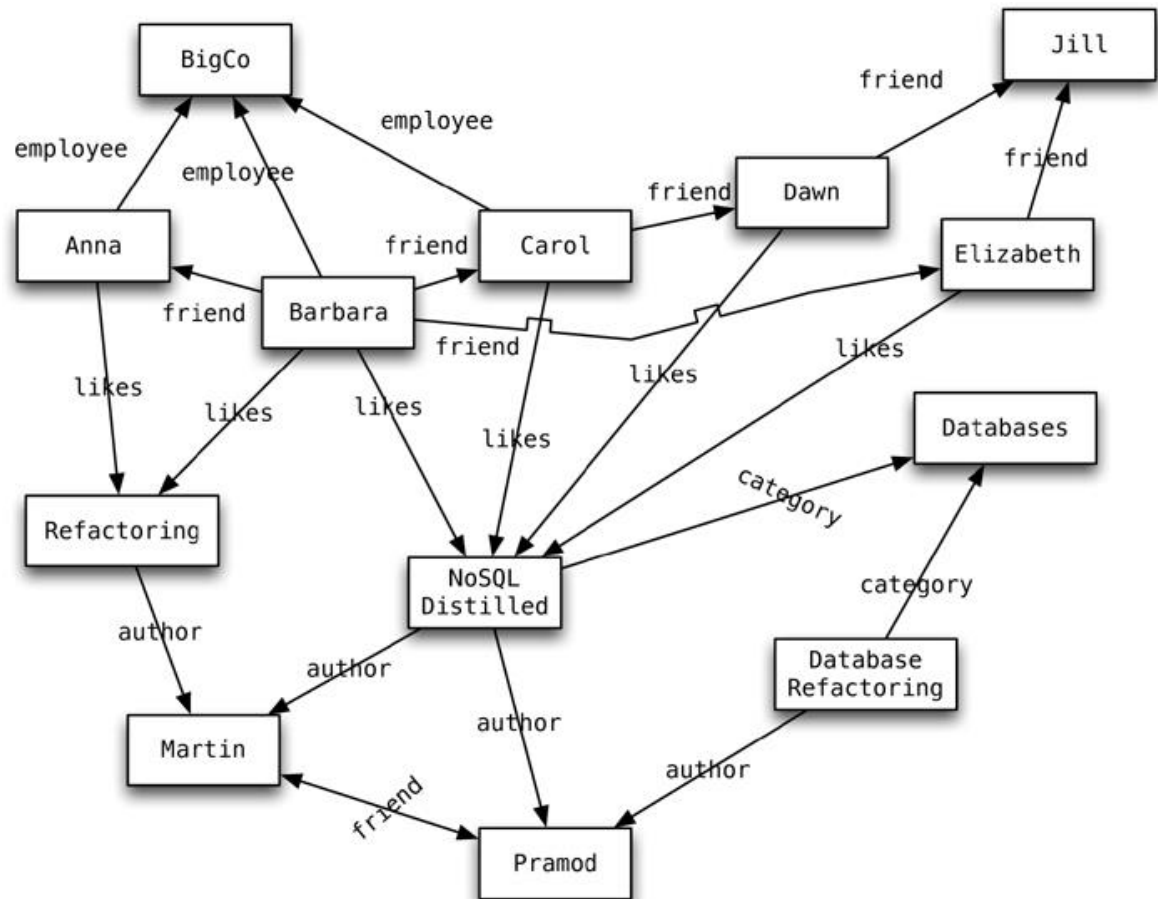 BigCo
Jill
friend
employee
employee
employee
friend
friend
Dawn
Anna
friend
Carol
Elizabeth
friend
Barbara
friend
friend
likes
likes
likes
likes
likes
likes
Databases
category
Refactoring
NoSQL
Distilled
category
author
author
Database
Refactoring
author
Martin
author
friend
Pramod